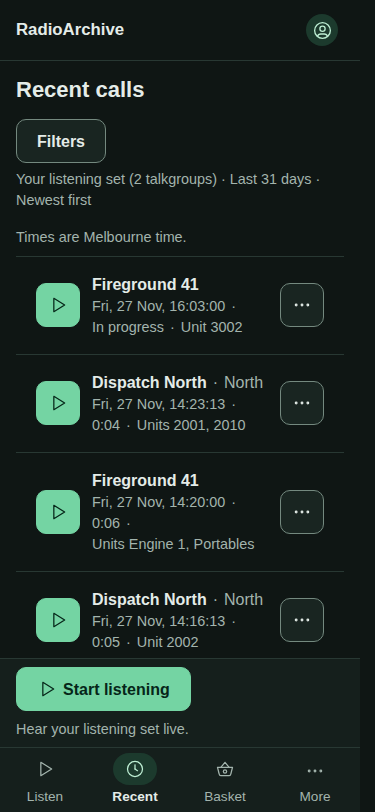 RadioArchive
Recent calls
Filters
Your listening set (2 talkgroups) · Last 31 days ·
Newest first
Times are Melbourne time.
Fireground 41
Fri, 27 Nov, 16:03:00 ·
In progress · Unit 3002
Dispatch North · North
Fri, 27 Nov, 14:23:13 ·
0:04 · Units 2001, 2010
Fireground 41
Fri, 27 Nov, 14:20:00 ·
0:06 ·
Units Engine 1, Portables
Dispatch North · North
Fri, 27 Nov, 14:16:13 ·
0:05 · Unit 2002
Start listening
Hear your listening set live.
Listen Recent Basket More